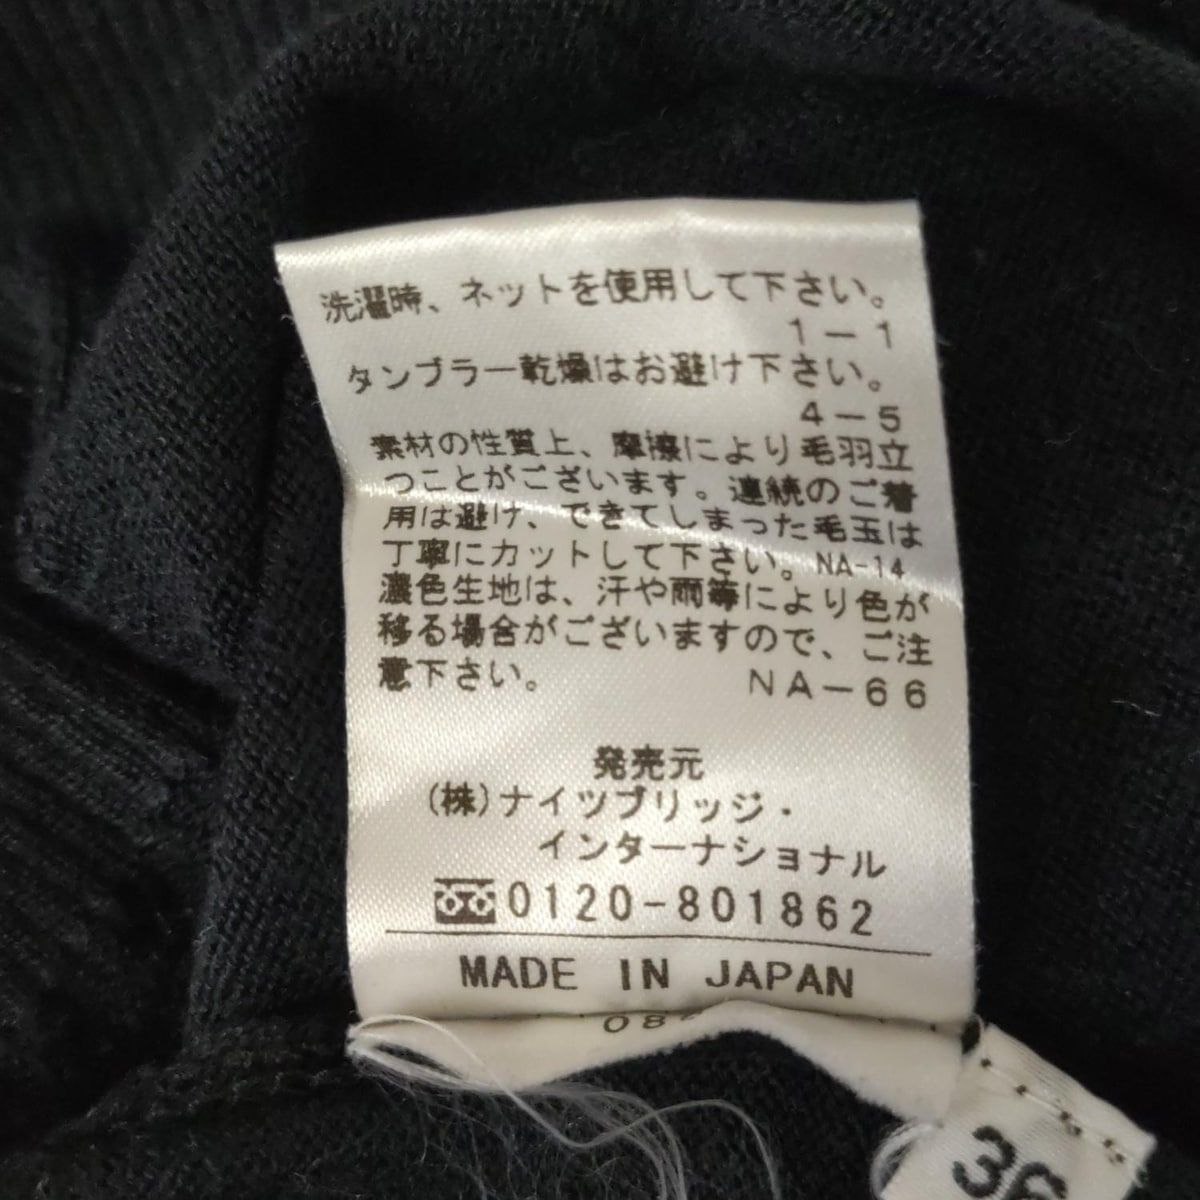 洗濯時、ネットを使用して下さい。
1-1
タンブラー乾燥はお避け下さい。
4-5
素材の性質上、摩擦により毛羽立
つことがございます。連続のご着
用は避け、できてしまった毛玉は
丁寧にカットして下さい。NA-14
濃色生地は、汗や雨等により色が
移る場合がございますので、ご注
意下さい。 NA-66
発売元
(株)ナイツブリッジ・
インターナショナル
0120-801862
MADE IN JAPAN
36